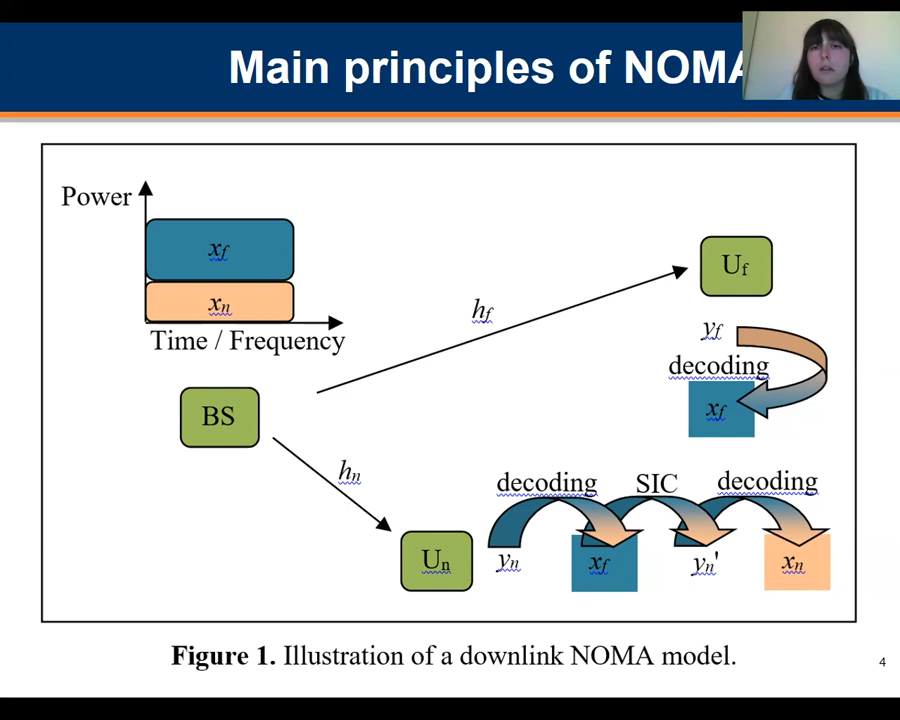 Main principles of NOMA
Power
x_f
x_n
Time / Frequency
h_f
U_f
y_f
decoding
x_f
BS
h_n
decoding SIC decoding
U_n
y_n x_f y_n' x_n
Figure 1. Illustration of a downlink NOMA model.
4